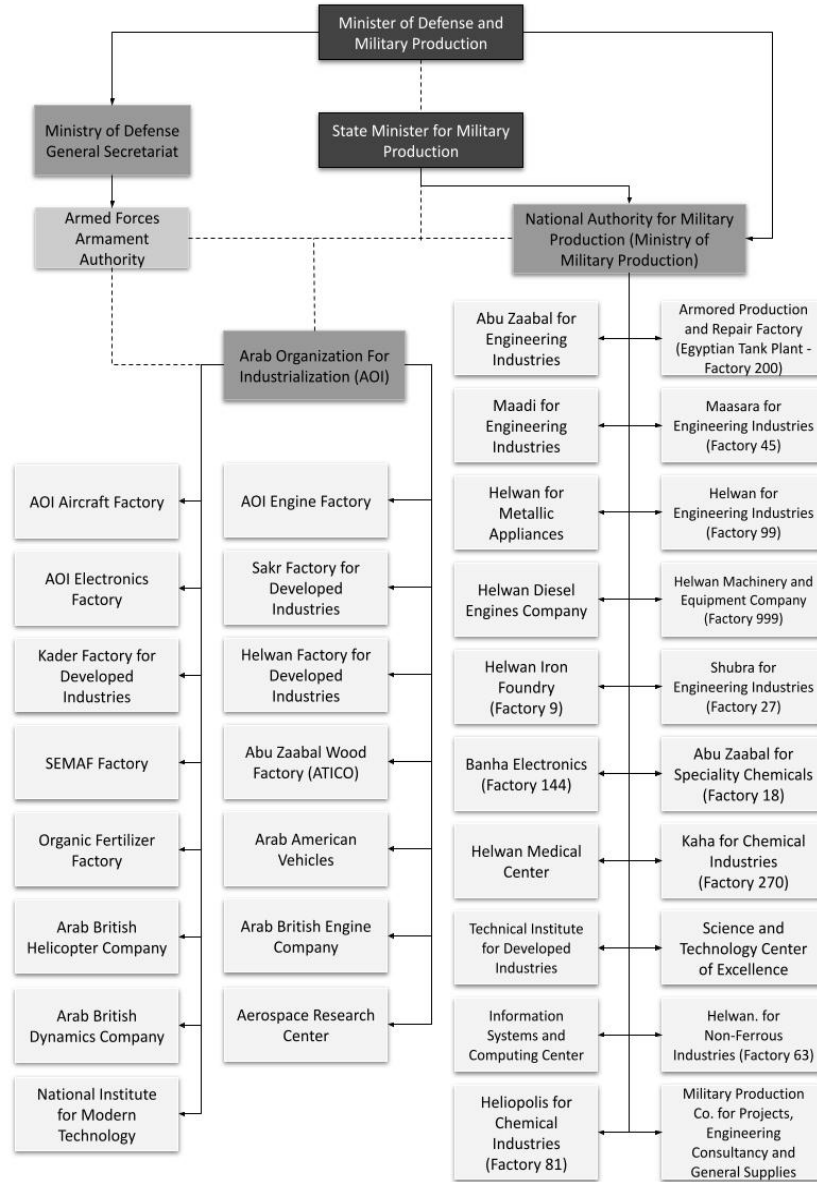 Minister of Defense and
Military Production
Ministry of Defense
General Secretariat
State Minister for Military
Production
Armed Forces
Armament
Authority
National Authority for Military
Production (Ministry of
Military Production)
Arab Organization For
Industrialization (AOI)
AOI Aircraft Factory
AOI Engine Factory
AOI Electronics
Factory
Sakr Factory for
Developed
Industries
Kader Factory for
Developed
Industries
Helwan Factory for
Developed
Industries
SEMAF Factory
Abu Zaabal Wood
Factory (ATICO)
Organic Fertilizer
Factory
Arab American
Vehicles
Arab British
Helicopter Company
Arab British Engine
Company
Arab British
Dynamics Company
Aerospace Research
Center
National Institute
for Modern
Technology
Abu Zaabal for
Engineering
Industries
Armored Production
and Repair Factory
(Egyptian Tank Plant -
Factory 200)
Maadi for
Engineering
Industries
Maasara for
Engineering Industries
(Factory 45)
Helwan for
Metallic
Appliances
Helwan for
Engineering Industries
(Factory 99)
Helwan Diesel
Engines Company
Helwan Machinery and
Equipment Company
(Factory 999)
Helwan Iron
Foundry
(Factory 9)
Shubra for
Engineering Industries
(Factory 27)
Banha Electronics
(Factory 144)
Abu Zaabal for
Speciality Chemicals
(Factory 18)
Helwan Medical
Center
Kaha for Chemical
Industries
(Factory 270)
Technical Institute
for Developed
Industries
Science and
Technology Center
of Excellence
Information
Systems and
Computing Center
Helwan. for
Non-Ferrous
Industries (Factory 63)
Heliopolis for
Chemical
Industries
(Factory 81)
Military Production
Co. for Projects,
Engineering
Consultancy and
General Supplies